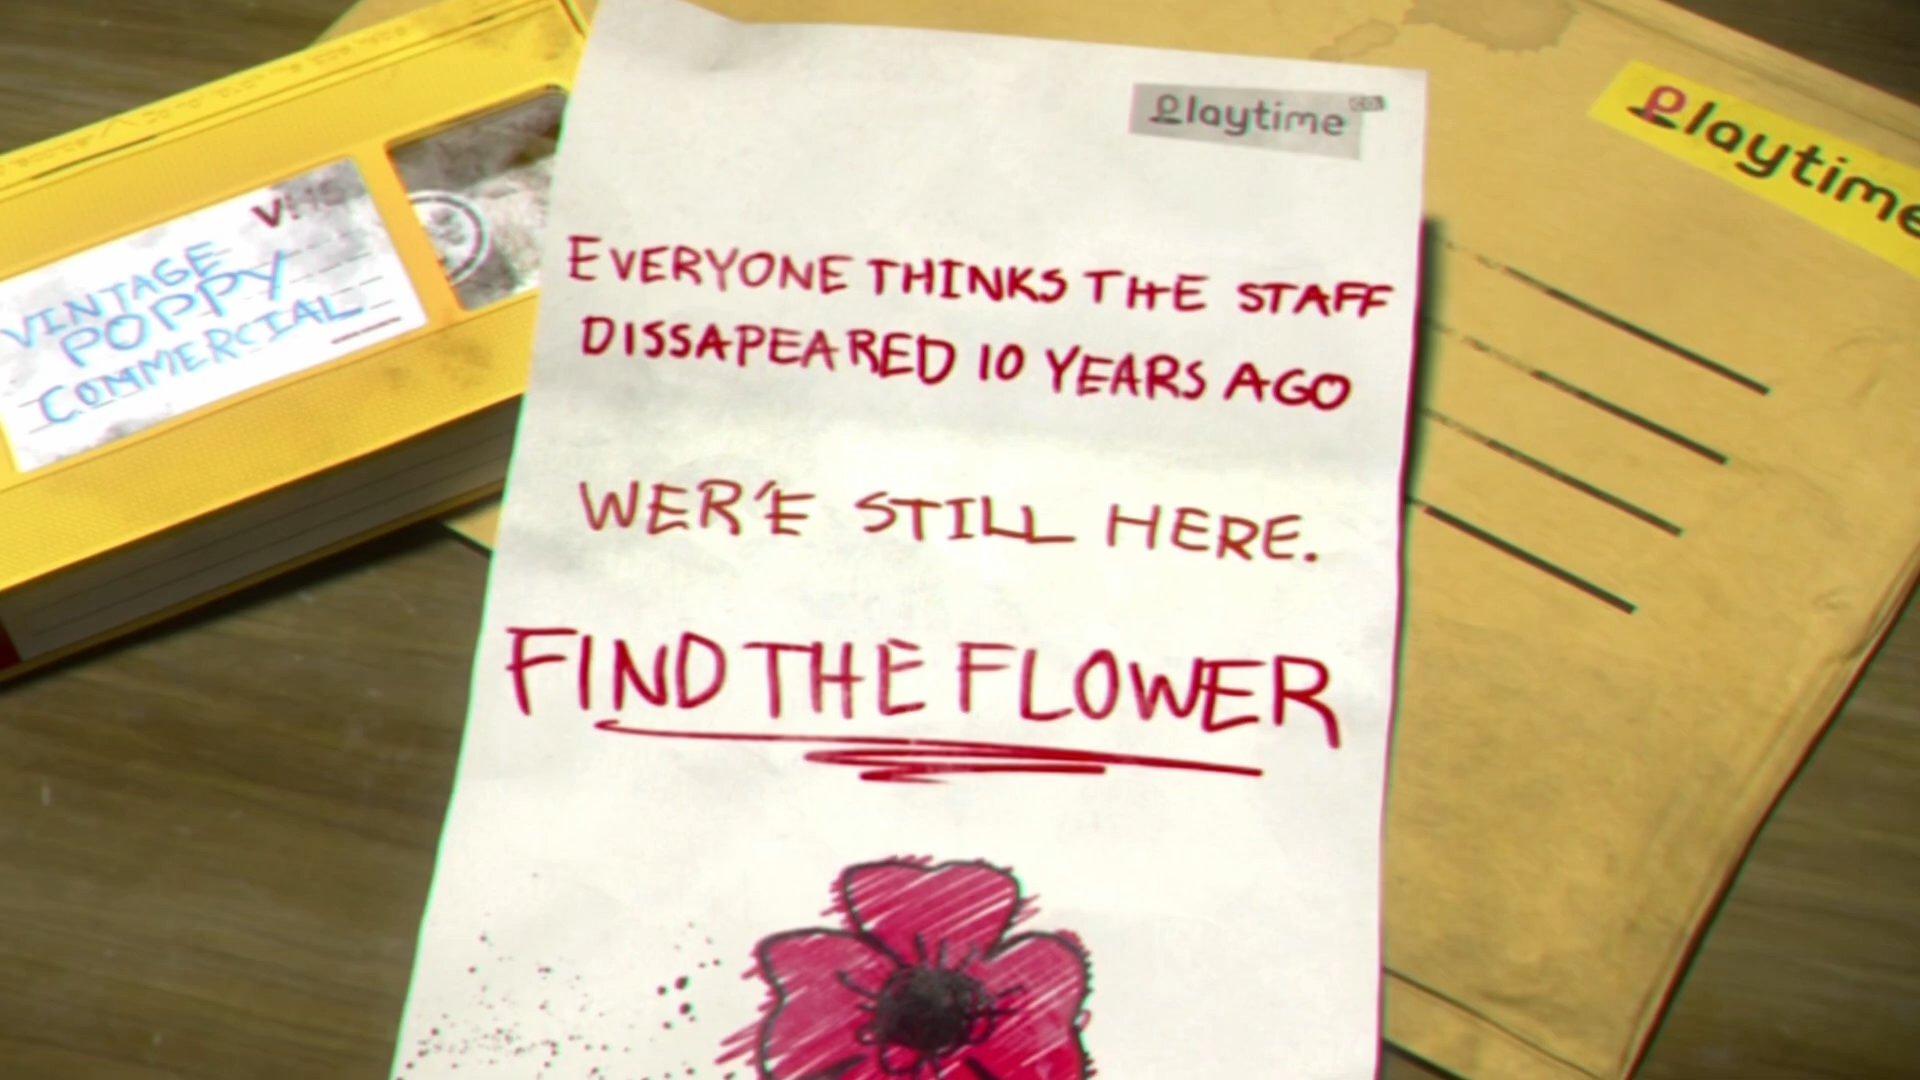 Playtime co.
Playtime
VHS
VINTAGE
POPPY
COMMERCIAL
EVERYONE THINKS THE STAFF
DISSAPEARED 10 YEARS AGO
WER'E STILL HERE.
FIND THE FLOWER